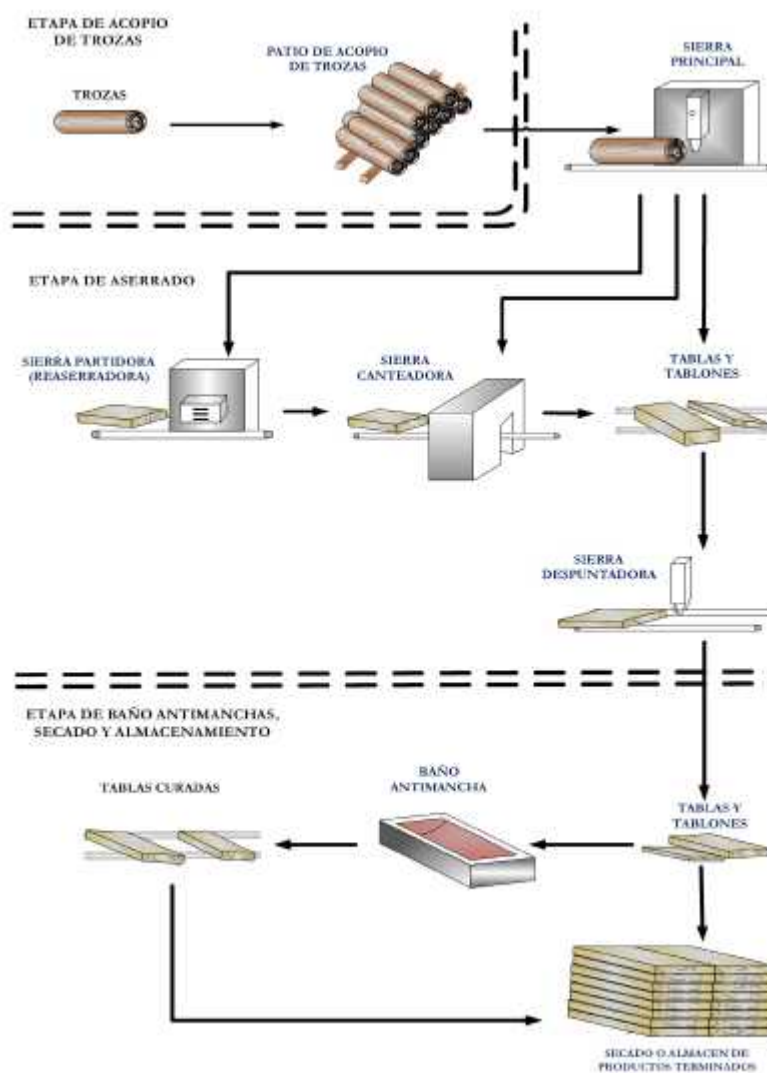 ETAPA DE ACOPIO
DE TROZAS
TROZAS
PATIO DE ACOPIO
DE TROZAS
SIERRA
PRINCIPAL
ETAPA DE ASERRADO
SIERRA PARTIDORA
(REASERRADORA)
SIERRA
CANTEADORA
TABLAS Y
TABLONES
SIERRA
DESPUNTADORA
ETAPA DE BAÑO ANTIMANCHAS,
SECADO Y ALMACENAMIENTO
TABLAS CURADAS
BAÑO
ANTIMANCHA
TABLAS Y
TABLONES
SECADO O ALMACEN DE
PRODUCTOS TERMINADOS